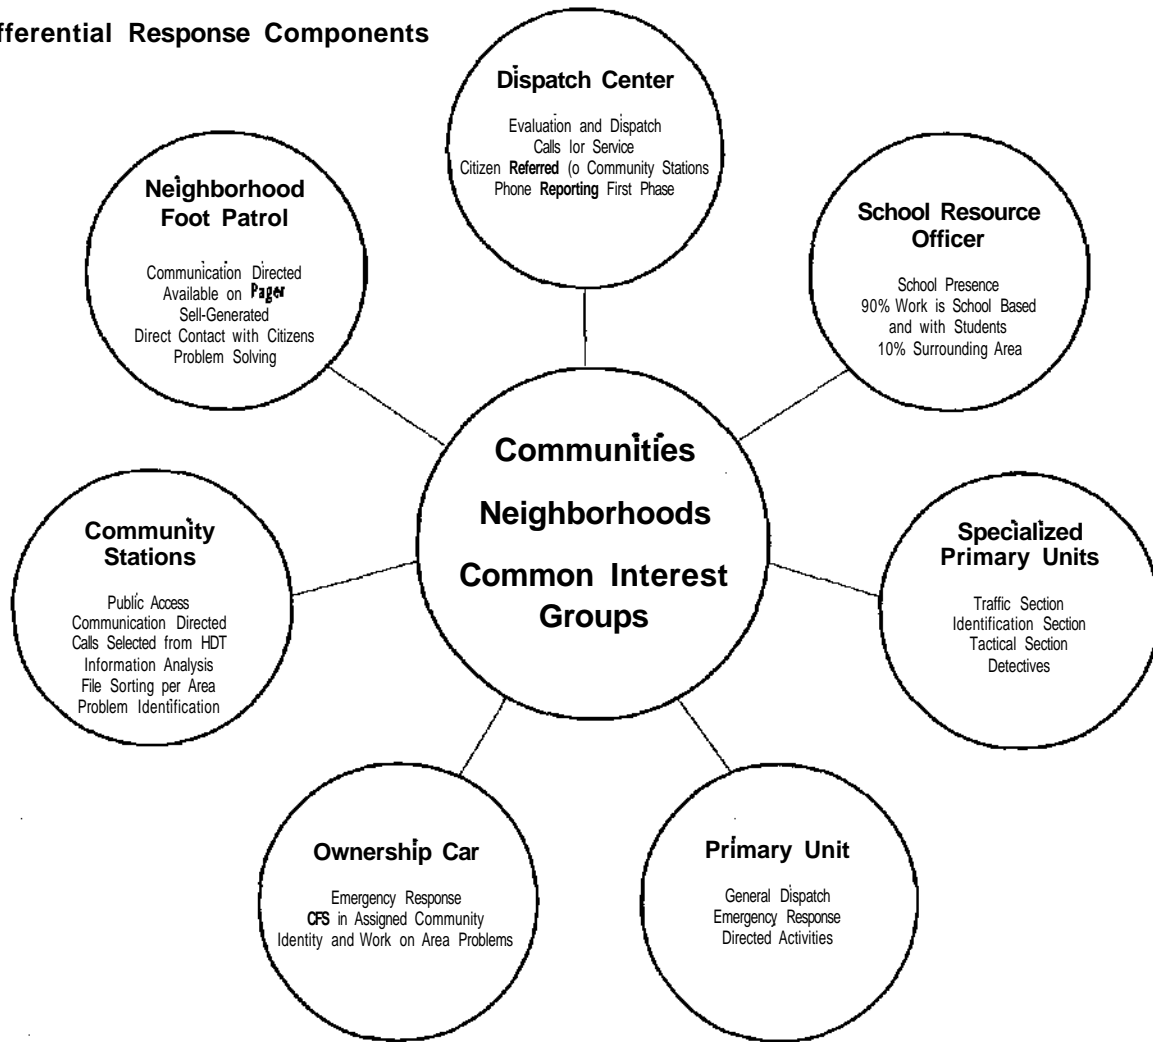 fferential Response Components
Dispatch Center
Evaluation and Dispatch
Calls lor Service
Citizen Referred (o Community Stations
Phone Reporting First Phase
Neighborhood
Foot Patrol
Communication Directed
Available on Pager
Sell-Generated
Direct Contact with Citizens
Problem Solving
School Resource
Officer
School Presence
90% Work is School Based
and with Students
10% Surrounding Area
Communities
Neighborhoods
Common Interest
Groups
Community
Stations
Public Access
Communication Directed
Calls Selected from HDT
Information Analysis
File Sorting per Area
Problem Identification
Specialized
Primary Units
Traffic Section
Identification Section
Tactical Section
Detectives
Ownership Car
Emergency Response
CFS in Assigned Community
Identity and Work on Area Problems
Primary Unit
General Dispatch
Emergency Response
Directed Activities